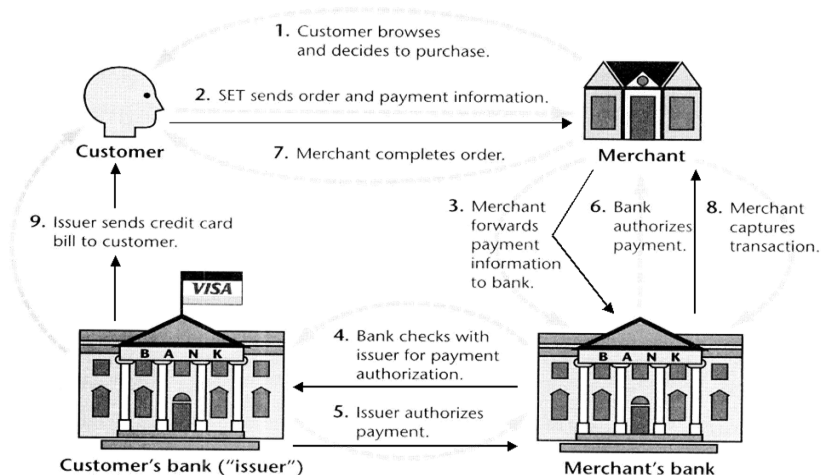 1. Customer browses
and decides to purchase.
2. SET sends order and payment information.
Customer
Merchant
7. Merchant completes order.
3. Merchant
forwards
payment
information
to bank.
6. Bank
authorizes
payment.
8. Merchant
captures
transaction.
9. Issuer sends credit card
bill to customer.
VISA
BANK
4. Bank checks with
issuer for payment
authorization.
BANK
5. Issuer authorizes
payment.
Customer's bank ("issuer")
Merchant's bank